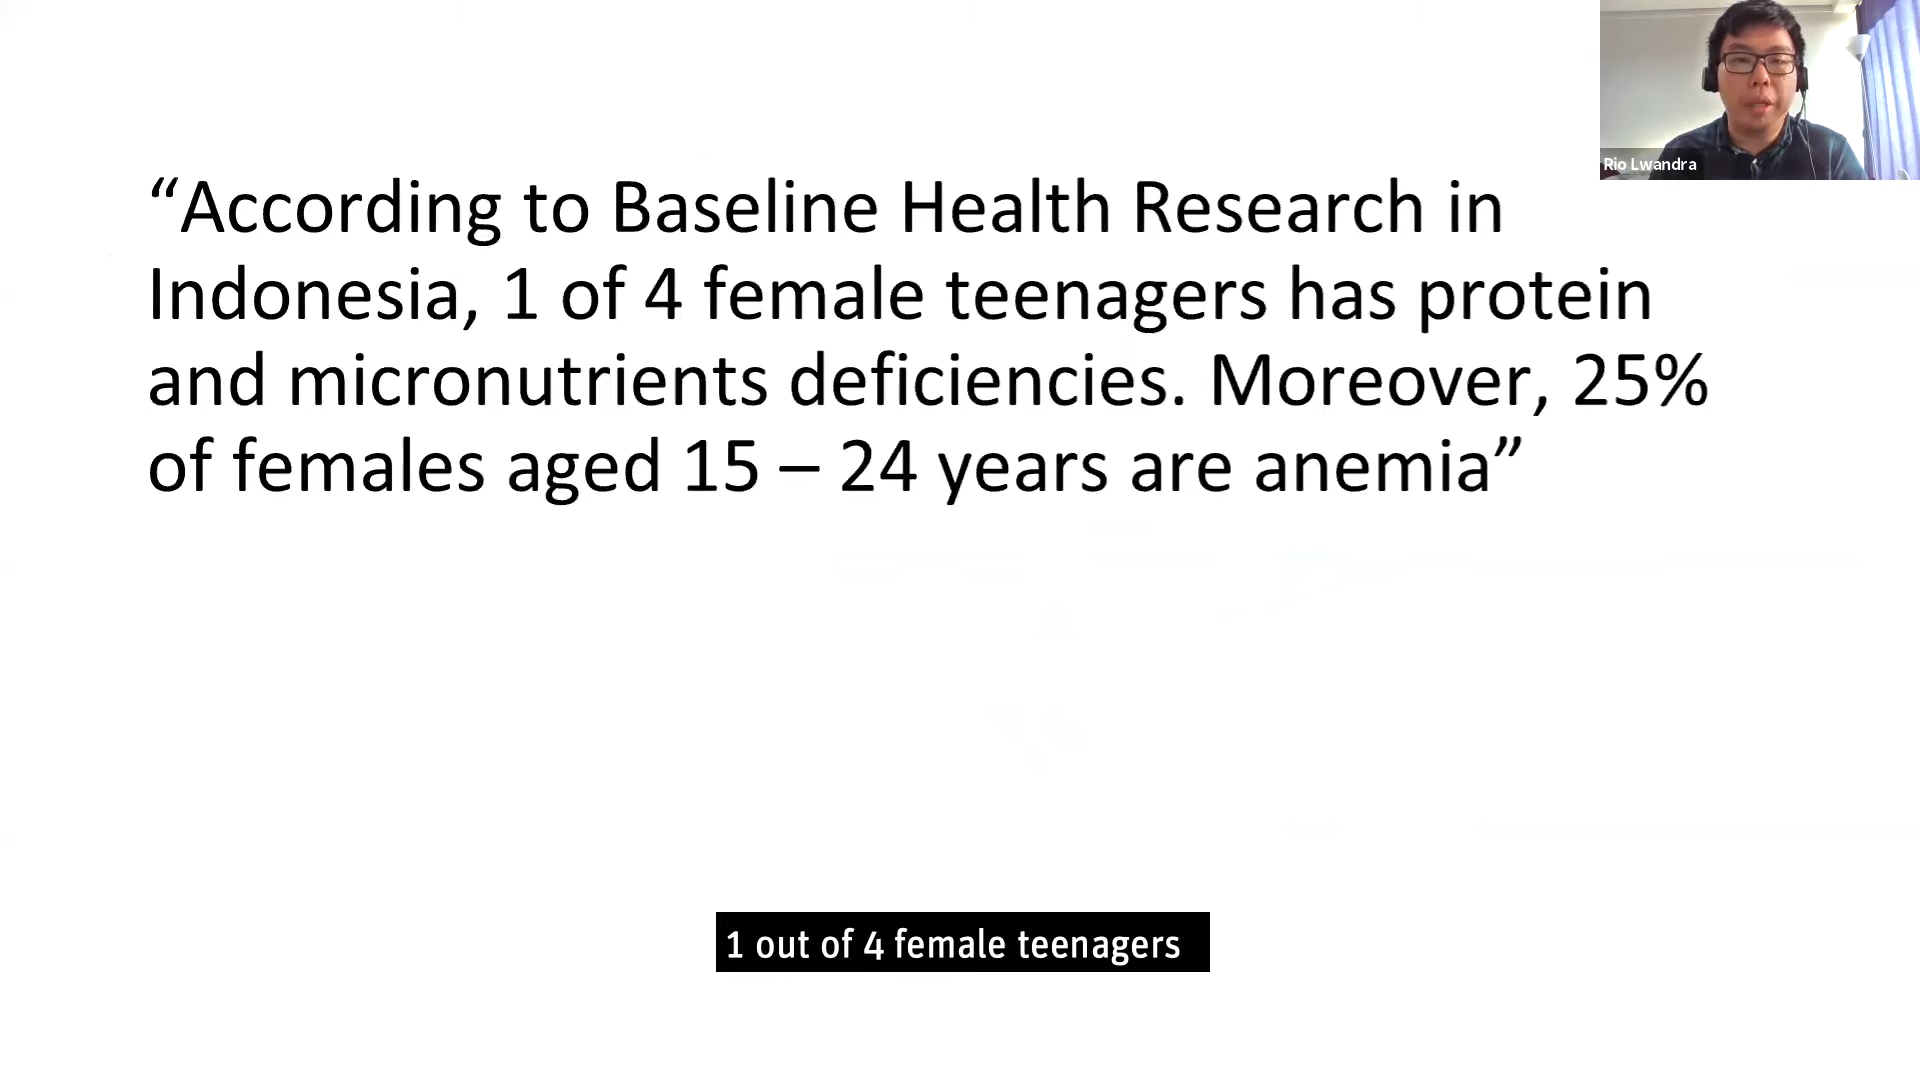 “According to Baseline Health Research in
Indonesia, 1 of 4 female teenagers has protein
and micronutrients deficiencies. Moreover, 25%
of females aged 15 – 24 years are anemia”
Rio Lwandra
1 out of 4 female teenagers